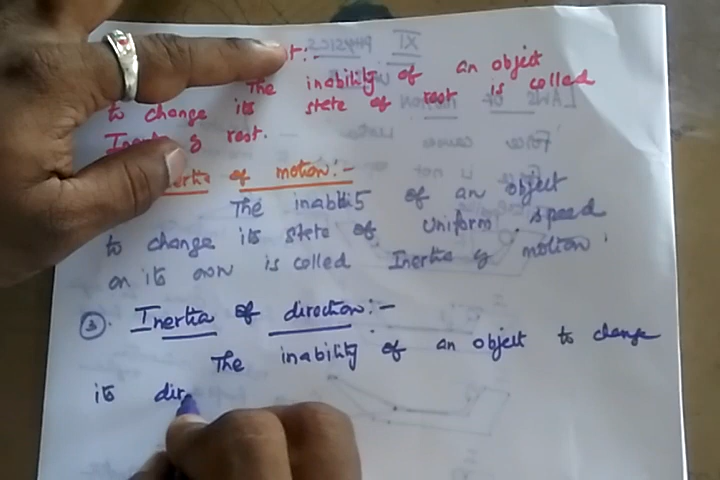 The inability of an object
to change its state of rest is called
Inertia of rest.
Inertia of motion:-
The inability of an object
to change its state of uniform speed
on its own is called Inertia of motion.
3. Inertia of direction:-
The inability of an object to change
its dire